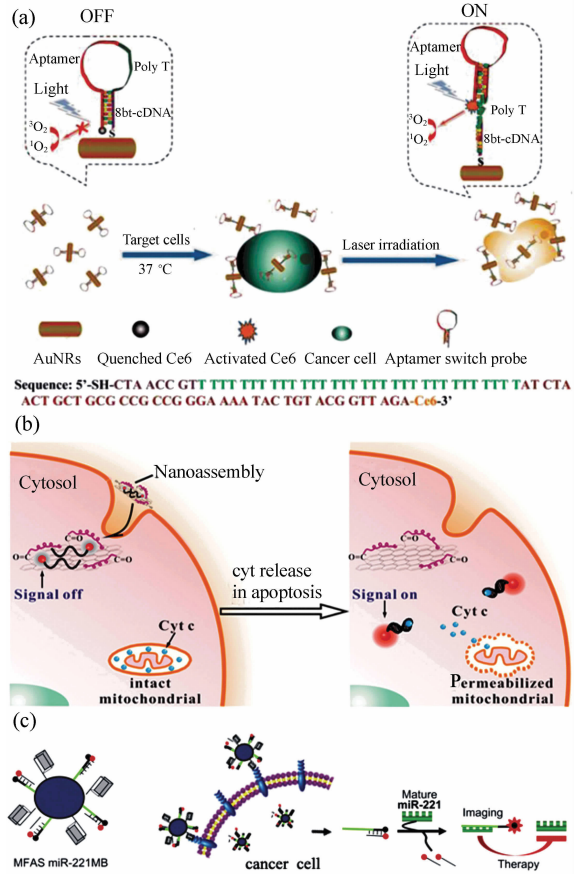 (a)
OFF
ON
Aptamer
Poly T
Light
8bt-cDNA
³O₂
¹O₂
S
Aptamer
Light
Poly T
³O₂
¹O₂
8bt-cDNA
S
Target cells
37 °C
Laser irradiation
AuNRs
Quenched Ce6
Activated Ce6
Cancer cell
Aptamer switch probe
Sequence: 5'-SH-CTA ACC GTT TTT TTT TTT TTT TTT TTT TTT TTT TTT TTT TTT TAT CTA
ACT GCT GCG CCG CCG GGA AAA TAC TGT ACG GTT AGA-Ce6-3'
(b)
Cytosol
Nanoassembly
C=O
O=C
C=O
Signal off
Cyt c
intact
mitochondrial
cyt release
in apoptosis
Cytosol
C=O
O=C
C=O
Signal on
Cyt c
Permeabilized
mitochondrial
(c)
MFAS miR-221MB
cancer cell
Mature
miR-221
Imaging
Therapy